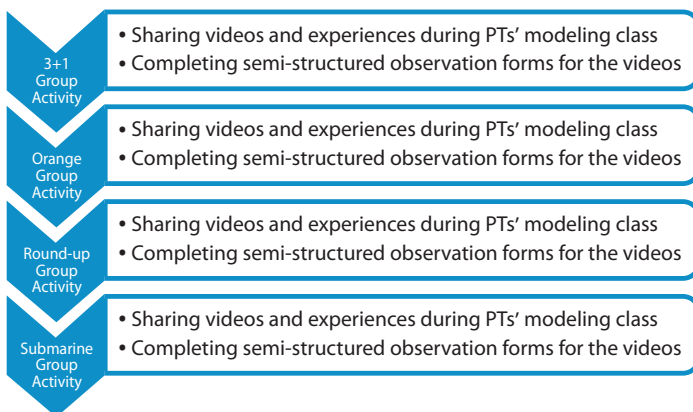 3+1
Group
Activity
• Sharing videos and experiences during PTs’ modeling class
• Completing semi-structured observation forms for the videos
Orange
Group
Activity
• Sharing videos and experiences during PTs’ modeling class
• Completing semi-structured observation forms for the videos
Round-up
Group
Activity
• Sharing videos and experiences during PTs’ modeling class
• Completing semi-structured observation forms for the videos
Submarine
Group
Activity
• Sharing videos and experiences during PTs’ modeling class
• Completing semi-structured observation forms for the videos